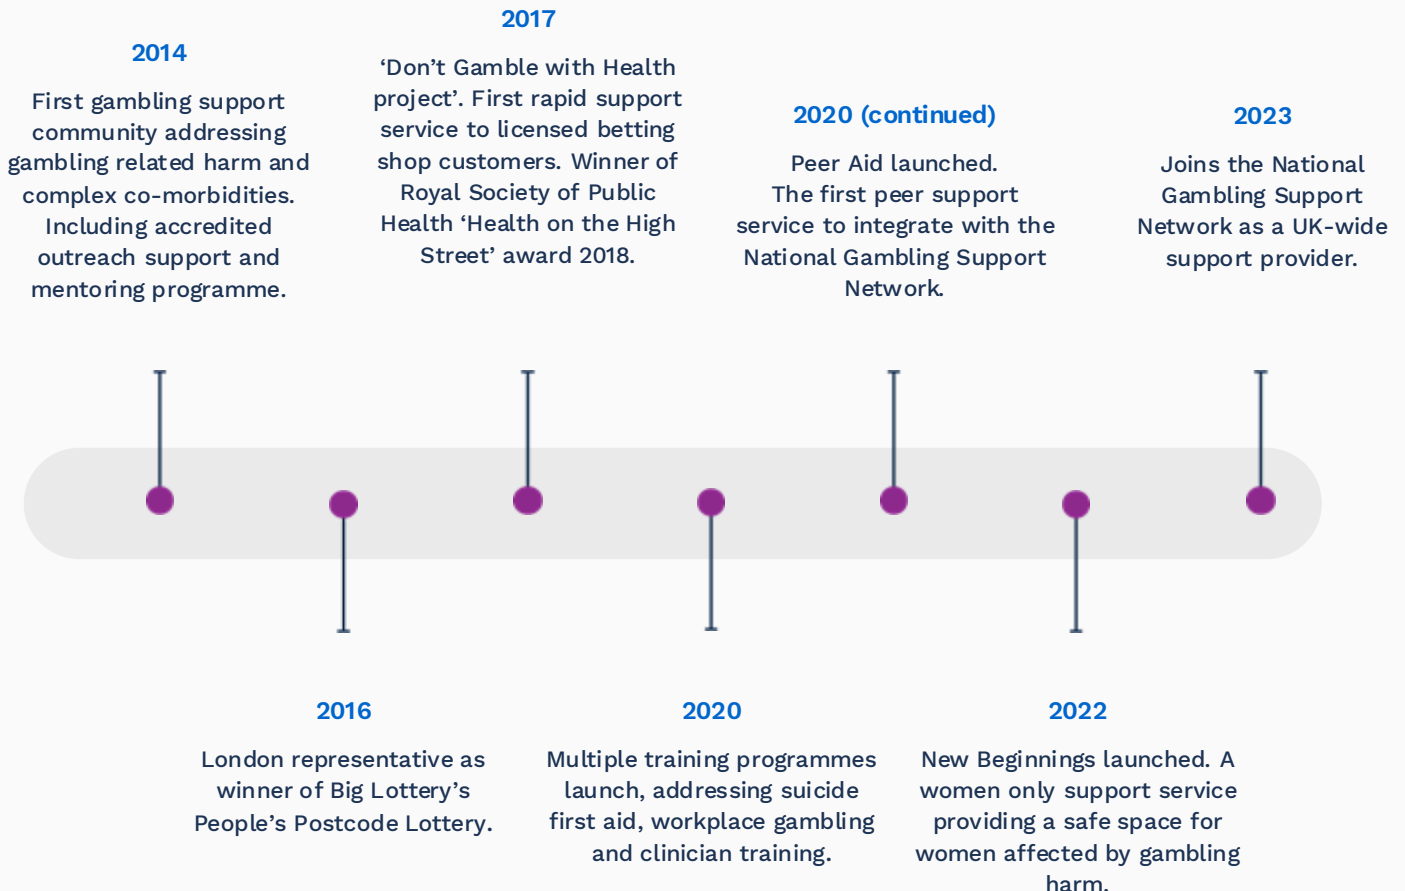 2014
First gambling support
community addressing
gambling related harm and
complex co-morbidities.
Including accredited
outreach support and
mentoring programme.
2016
London representative as
winner of Big Lottery’s
People’s Postcode Lottery.
2017
‘Don’t Gamble with Health
project’. First rapid support
service to licensed betting
shop customers. Winner of
Royal Society of Public
Health ‘Health on the High
Street’ award 2018.
2020
Multiple training programmes
launch, addressing suicide
first aid, workplace gambling
and clinician training.
2020 (continued)
Peer Aid launched.
The first peer support
service to integrate with the
National Gambling Support
Network.
2022
New Beginnings launched. A
women only support service
providing a safe space for
women affected by gambling
harm.
2023
Joins the National
Gambling Support
Network as a UK-wide
support provider.